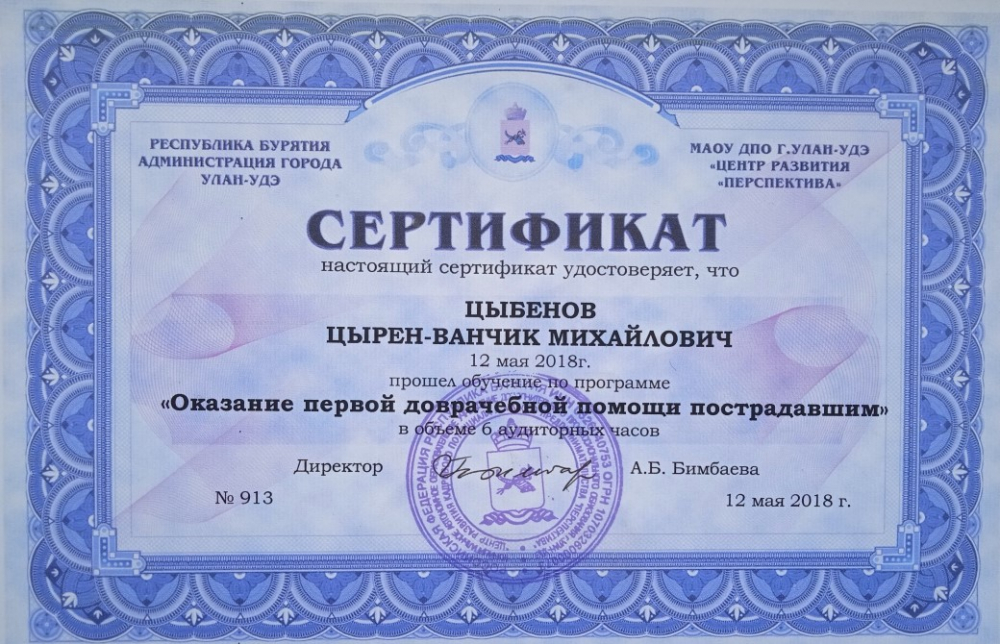 РЕСПУБЛИКА БУРЯТИЯ
АДМИНИСТРАЦИЯ ГОРОДА
УЛАН-УДЭ
МАОУ ДПО Г.УЛАН-УДЭ
«ЦЕНТР РАЗВИТИЯ
«ПЕРСПЕКТИВА»
СЕРТИФИКАТ
настоящий сертификат удостоверяет, что
ЦЫБЕНОВ
ЦЫРЕН-ВАНЧИК МИХАЙЛОВИЧ
12 мая 2018г.
прошел обучение по программе
«Оказание первой доврачебной помощи пострадавшим»
в объеме 6 аудиторных часов
Директор
А.Б. Бимбаева
№ 913
12 мая 2018 г.